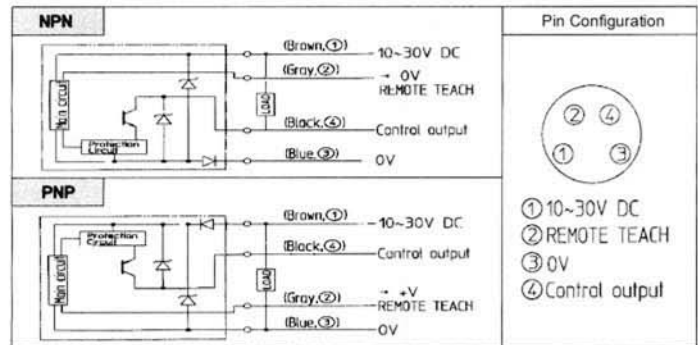 NPN
Main circuit
Protection
Circuit
(Brown,①)
10~30V DC
(Gray,②)
→ 0V
REMOTE TEACH
LOAD
(Black,④)
Control output
(Blue,③)
0V
PNP
Protection
Circuit
Main circuit
(Brown,①)
10~30V DC
(Black,④)
Control output
LOAD
(Gray,②)
→ +V
REMOTE TEACH
(Blue,③)
0V
Pin Configuration
② ④
① ③
①10~30V DC
②REMOTE TEACH
③0V
④Control output